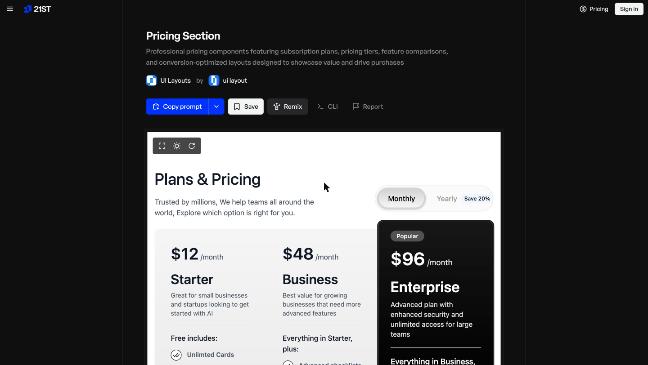 21ST
Pricing
Sign in
Pricing Section
Professional pricing components featuring subscription plans, pricing tiers, feature comparisons,
and conversion-optimized layouts designed to showcase value and drive purchases
UI Layouts by ui layout
Copy prompt
Save
Remix
CLI
Report
Plans & Pricing
Trusted by millions, We help teams all around the
world, Explore which option is right for you.
Monthly
Yearly Save 20%
$12 /month
Starter
Great for small businesses
and startups looking to get
started with AI
Free includes:
Unlimted Cards
$48 /month
Business
Best value for growing
businesses that need more
advanced features
Everything in Starter,
plus:
Advanced checklists
Popular
$96 /month
Enterprise
Advanced plan with
enhanced security and
unlimited access for large
teams
Everything in Business,